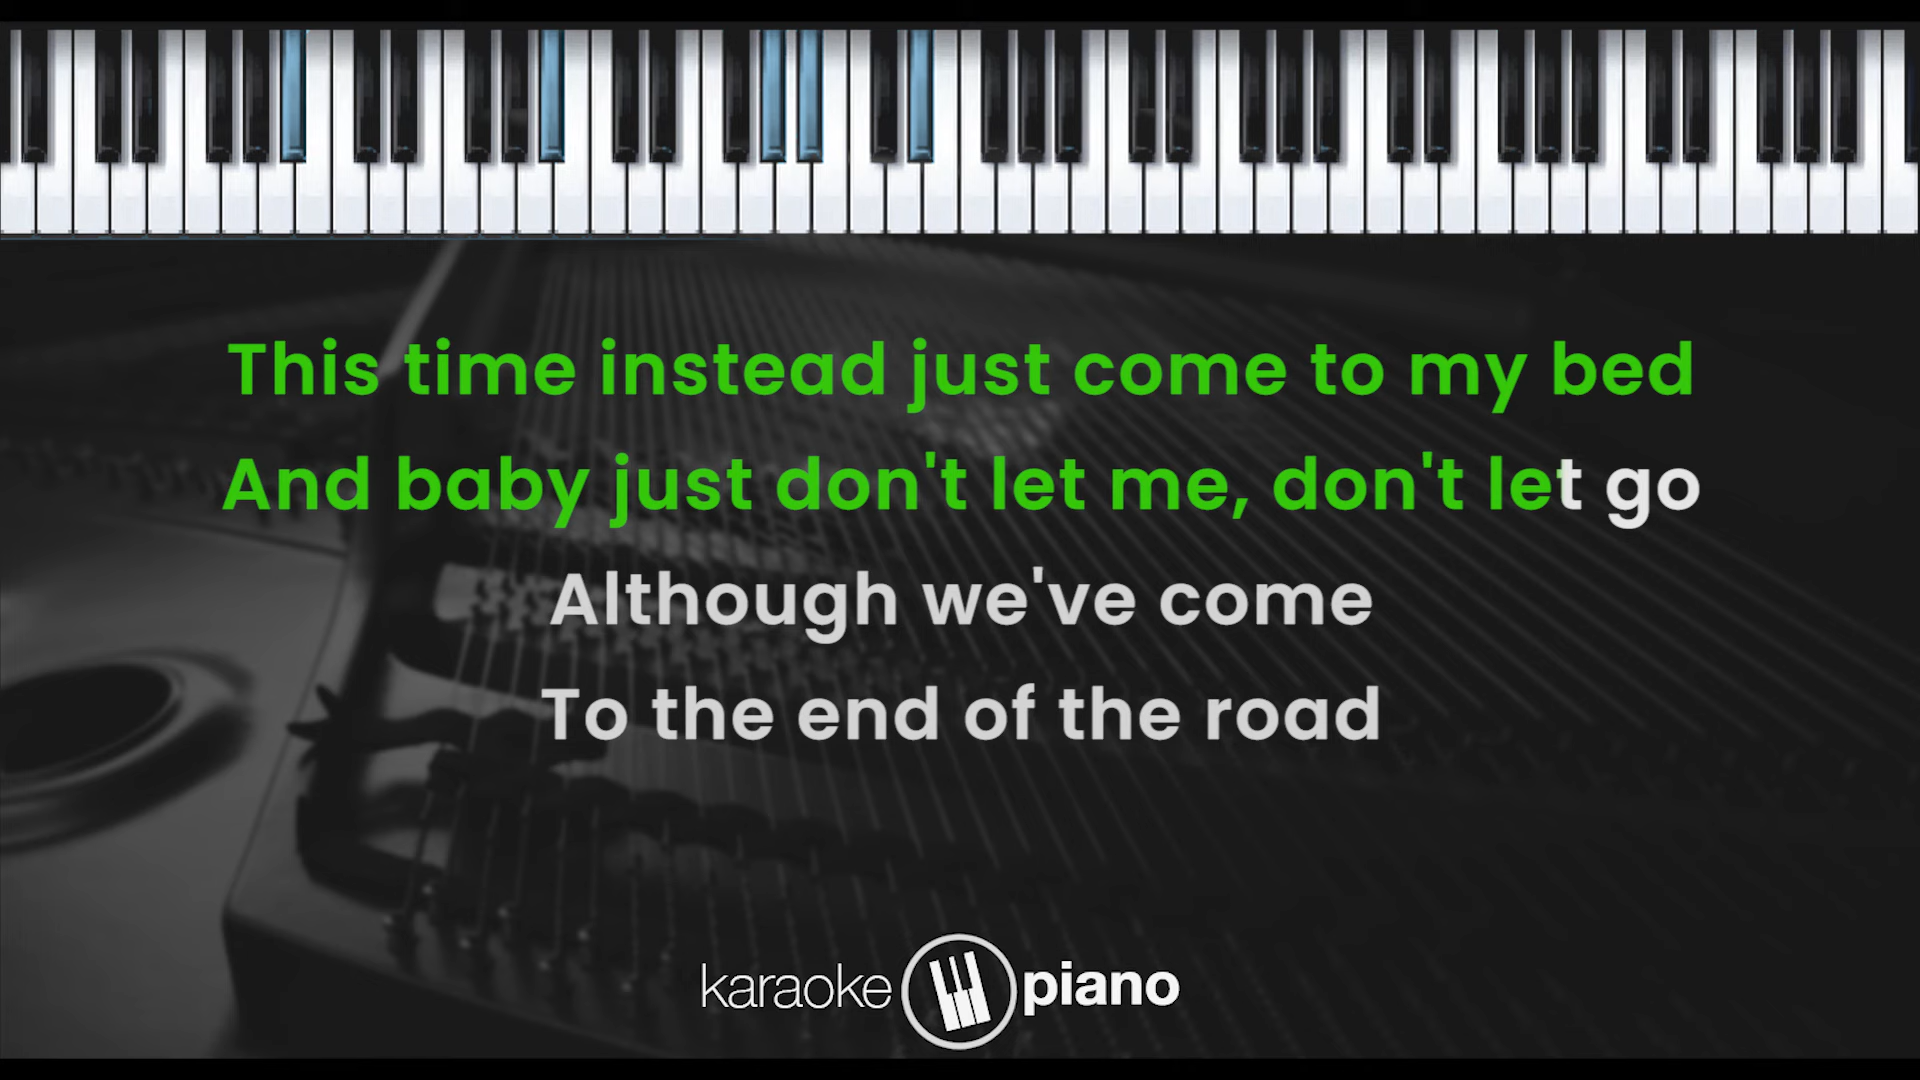 This time instead just come to my bed
And baby just don't let me, don't let go
Although we've come
To the end of the road
karaoke piano